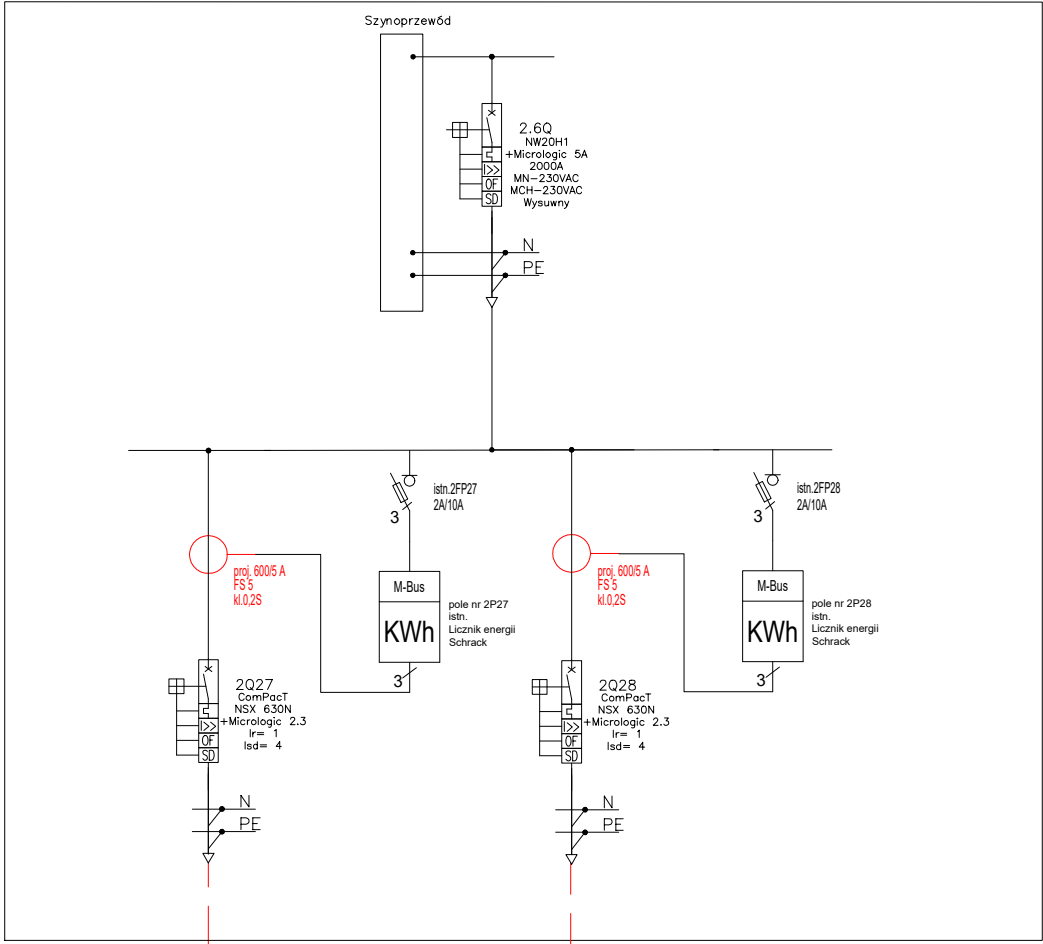 Szynoprzewód
2.6Q
NW20H1
+Micrologic 5A
2000A
MN-230VAC
MCH-230VAC
Wysuwny
I>>
OF
SD
N
PE
istn.2FP27
2A/10A
3
proj. 600/5 A
FS 5
kl.0,2S
M-Bus
KWh
pole nr 2P27
istn.
Licznik energii
Schrack
3
2Q27
ComPacT
NSX 630N
+Micrologic 2.3
Ir= 1
Isd= 4
I>>
OF
SD
N
PE
istn.2FP28
2A/10A
3
proj. 600/5 A
FS 5
kl.0,2S
M-Bus
KWh
pole nr 2P28
istn.
Licznik energii
Schrack
3
2Q28
ComPacT
NSX 630N
+Micrologic 2.3
Ir= 1
Isd= 4
I>>
OF
SD
N
PE